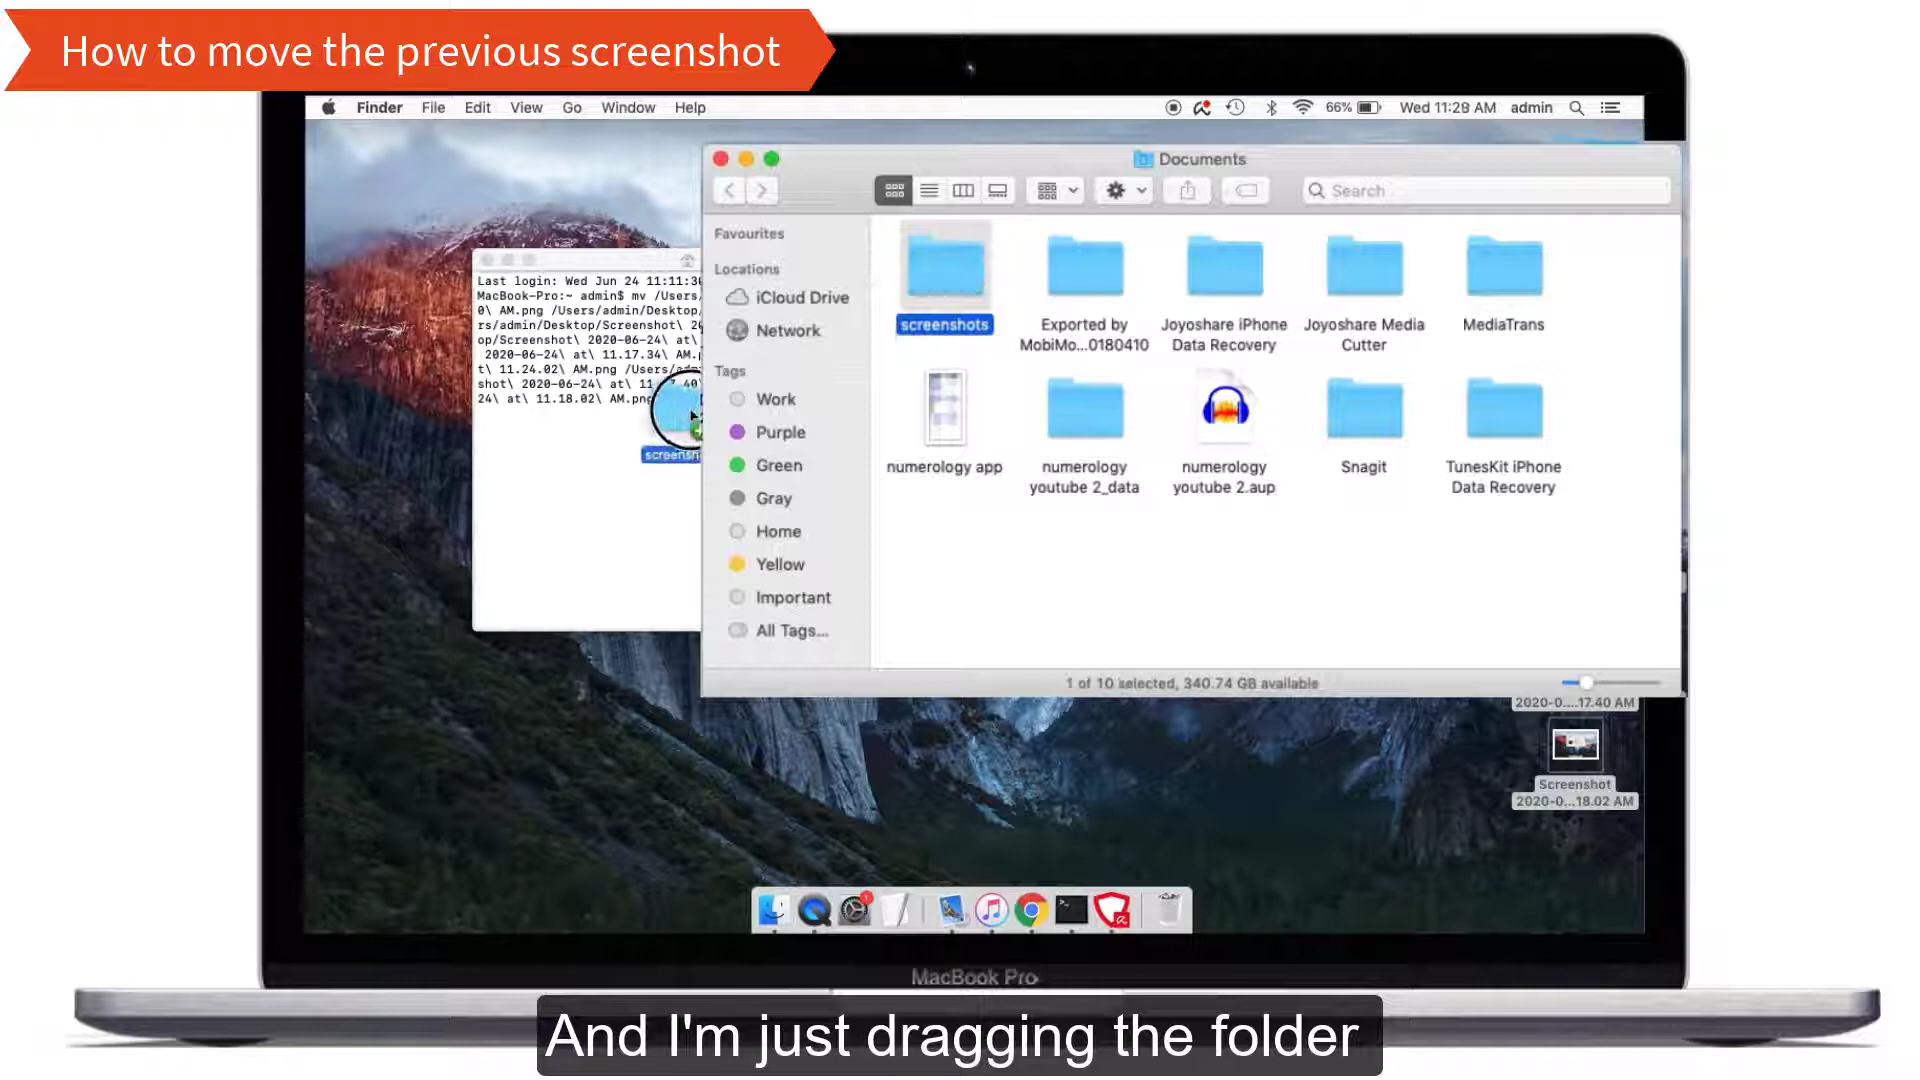 How to move the previous screenshot
Finder File Edit View Go Window Help
66% Wed 11:29 AM admin
Documents
Search
Last login: Wed Jun 24 11:11:3
MacBook-Pro:~ admin$ mv /Users/
0\ AM.png /Users/admin/Desktop/
rs/admin/Desktop/Screenshot\ 20
op/Screenshot\ 2020-06-24\ at\
2020-06-24\ at\ 11.17.34\ AM.
t\ 11.24.02\ AM.png /Users/
shot\ 2020-06-24\ at\ 11
24\ at\ 11.18.02\ AM.png
Favourites
Locations
iCloud Drive
Network
Tags
Work
Purple
Green
Gray
Home
Yellow
Important
All Tags...
screenshots
Exported by
MobiMo...0180410
Joyoshare iPhone
Data Recovery
Joyoshare Media
Cutter
MediaTrans
numerology app
numerology
youtube 2_data
numerology
youtube 2.aup
Snagit
TunesKit iPhone
Data Recovery
1 of 10 selected, 340.74 GB available
2020-0....17.40 AM
Screenshot
2020-0...18.02 AM
MacBook Pro
And I'm just dragging the folder